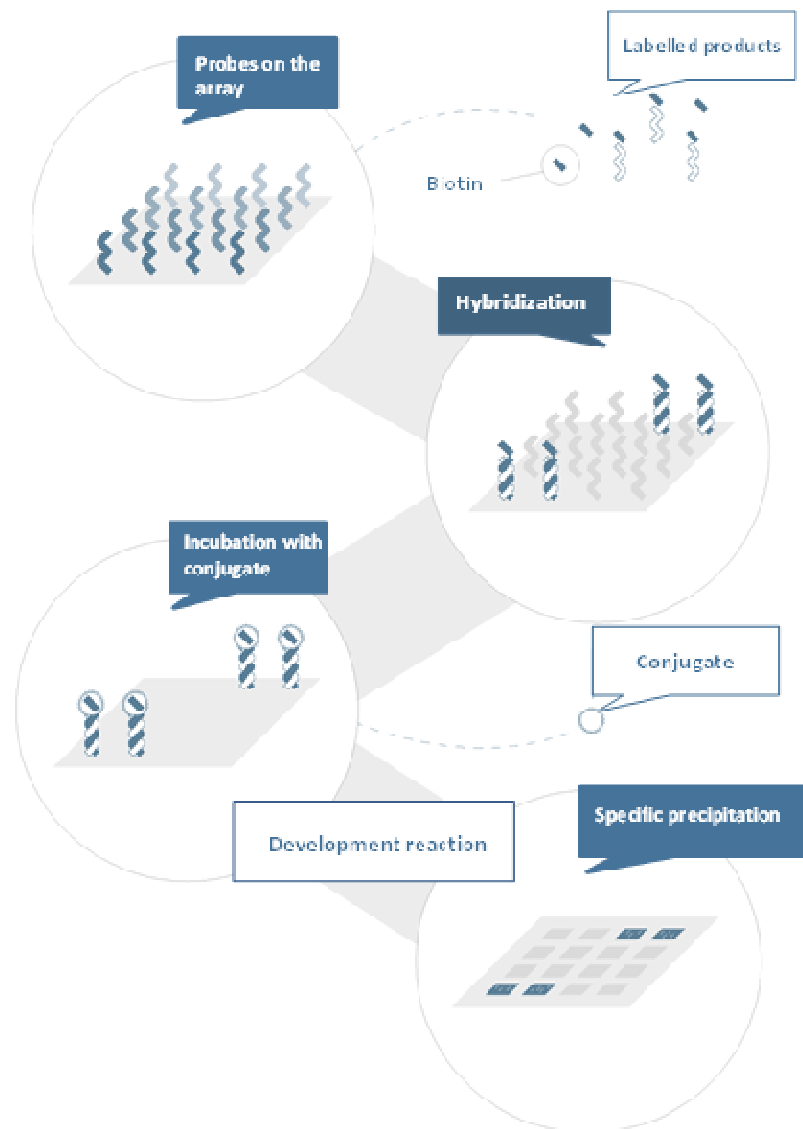 Probes on the
array
Labelled products
Biotin
Hybridization
Incubation with
conjugate
Conjugate
Specific precipitation
Development reaction